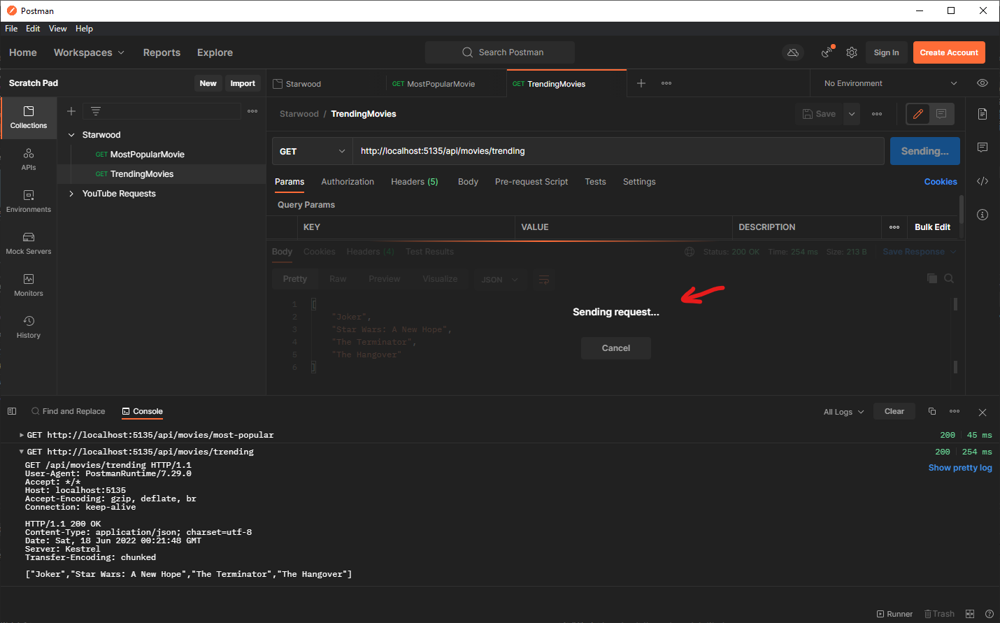 Postman
File Edit View Help
Home Workspaces Reports Explore Search Postman Sign In Create Account
Scratch Pad New Import Starwood GET MostPopularMovie GET TrendingMovies No Environment
Collections
APIs
Environments
Mock Servers
Monitors
History
Starwood
GET MostPopularMovie
GET TrendingMovies
YouTube Requests
Starwood / TrendingMovies Save
GET http://localhost:5135/api/movies/trending Sending...
Params Authorization Headers (5) Body Pre-request Script Tests Settings Cookies
Query Params
KEY VALUE DESCRIPTION Bulk Edit
Body Cookies Headers (4) Test Results Status: 200 OK Time: 254 ms Size: 213 B Save Response
Pretty Raw Preview Visualize JSON
1 [
2 "Joker",
3 "Star Wars: A New Hope",
4 "The Terminator",
5 "The Hangover"
6 ]
Sending request...
Cancel
Find and Replace Console All Logs Clear
GET http://localhost:5135/api/movies/most-popular 200 45 ms
GET http://localhost:5135/api/movies/trending 200 254 ms
Show pretty log
GET /api/movies/trending HTTP/1.1
User-Agent: PostmanRuntime/7.29.0
Accept: */*
Host: localhost:5135
Accept-Encoding: gzip, deflate, br
Connection: keep-alive
HTTP/1.1 200 OK
Content-Type: application/json; charset=utf-8
Date: Sat, 18 Jun 2022 00:21:48 GMT
Server: Kestrel
Transfer-Encoding: chunked
["Joker","Star Wars: A New Hope","The Terminator","The Hangover"]
Runner Trash